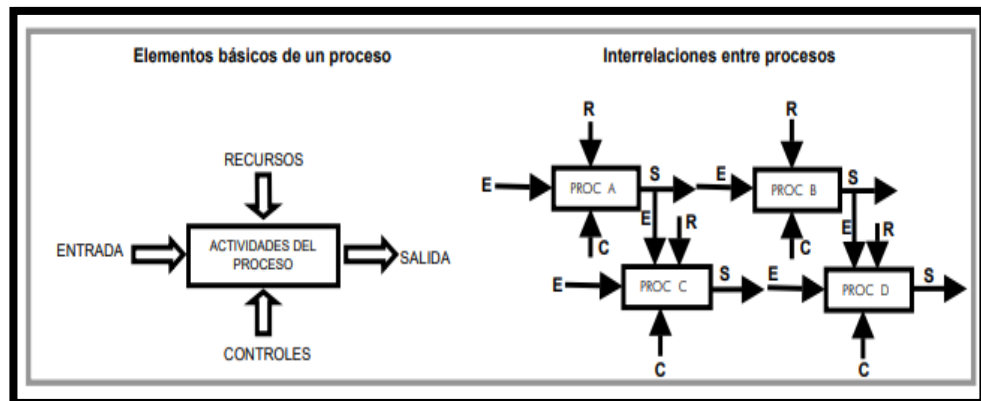 Elementos básicos de un proceso
RECURSOS
ENTRADA
ACTIVIDADES DEL
PROCESO
SALIDA
CONTROLES
Interrelaciones entre procesos
R
R
E
PROC A
S
E
PROC B
S
E
R
E
R
C
C
E
PROC C
S
E
PROC D
S
C
C